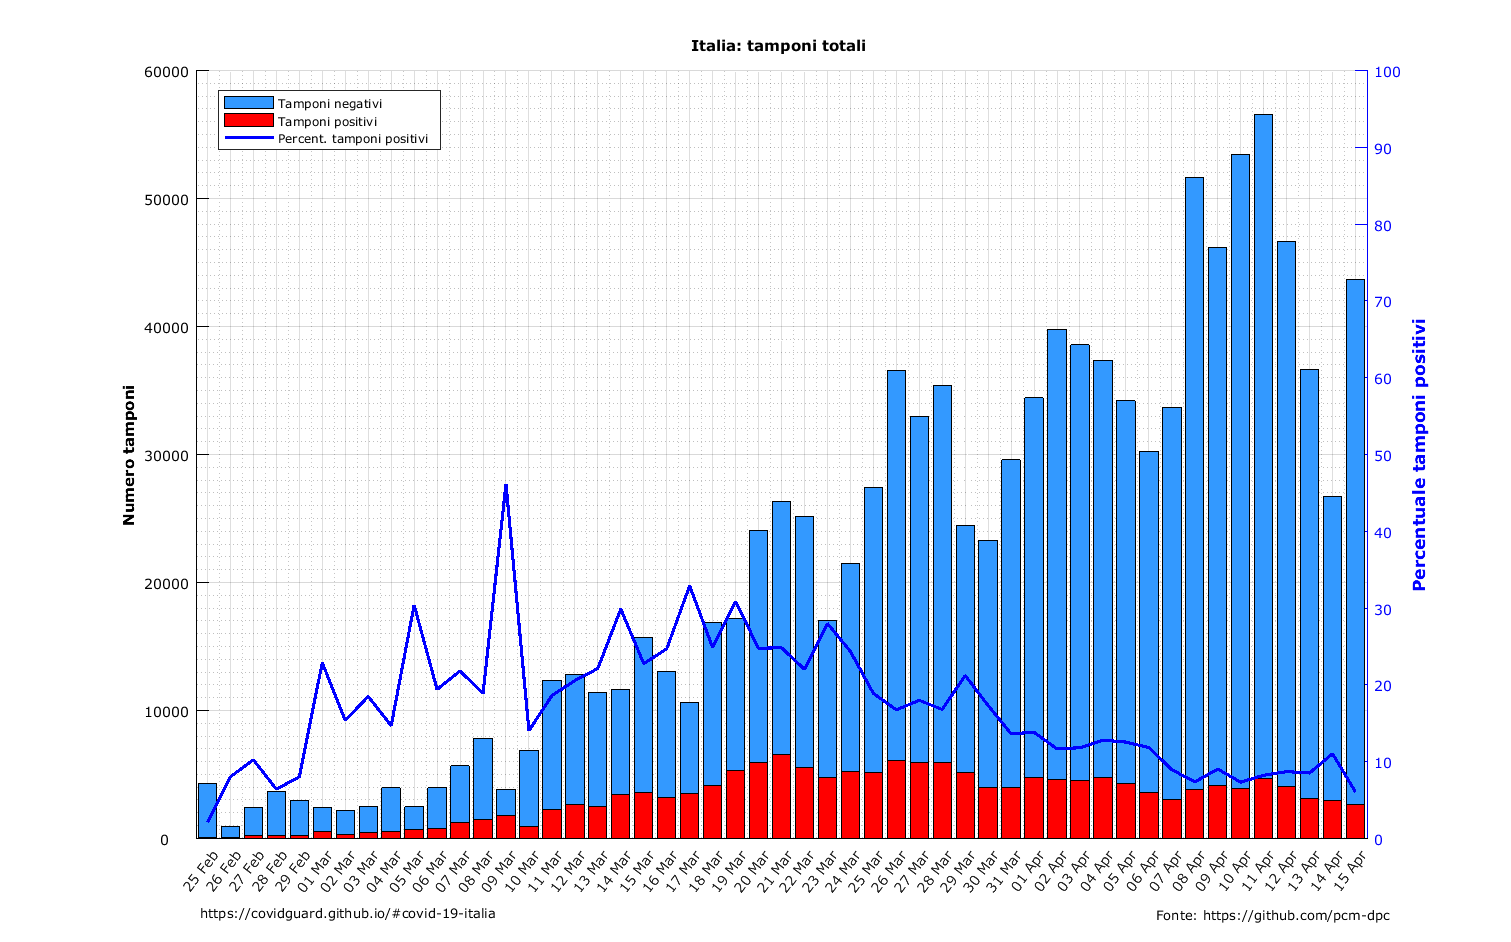 Italia: tamponi totali
60000
50000
40000
30000
20000
10000
0
Numero tamponi
Tamponi negativi
Tamponi positivi
Percent. tamponi positivi
100
90
80
70
60
50
40
30
20
10
0
Percentuale tamponi positivi
25 Feb
26 Feb
27 Feb
28 Feb
29 Feb
01 Mar
02 Mar
03 Mar
04 Mar
05 Mar
06 Mar
07 Mar
08 Mar
09 Mar
10 Mar
11 Mar
12 Mar
13 Mar
14 Mar
15 Mar
16 Mar
17 Mar
18 Mar
19 Mar
20 Mar
21 Mar
22 Mar
23 Mar
24 Mar
25 Mar
26 Mar
27 Mar
28 Mar
29 Mar
30 Mar
31 Mar
01 Apr
02 Apr
03 Apr
04 Apr
05 Apr
06 Apr
07 Apr
08 Apr
09 Apr
10 Apr
11 Apr
12 Apr
13 Apr
14 Apr
15 Apr
https://covidguard.github.io/#covid-19-italia
Fonte: https://github.com/pcm-dpc